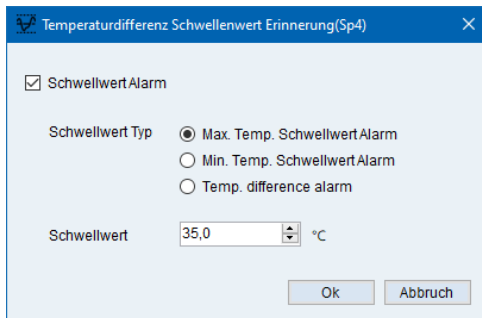 Temperaturdifferenz Schwellenwert Erinnerung(Sp4)
Schwellwert Alarm
Schwellwert Typ
Max. Temp. Schwellwert Alarm
Min. Temp. Schwellwert Alarm
Temp. difference alarm
Schwellwert 35,0 °C
Ok Abbruch